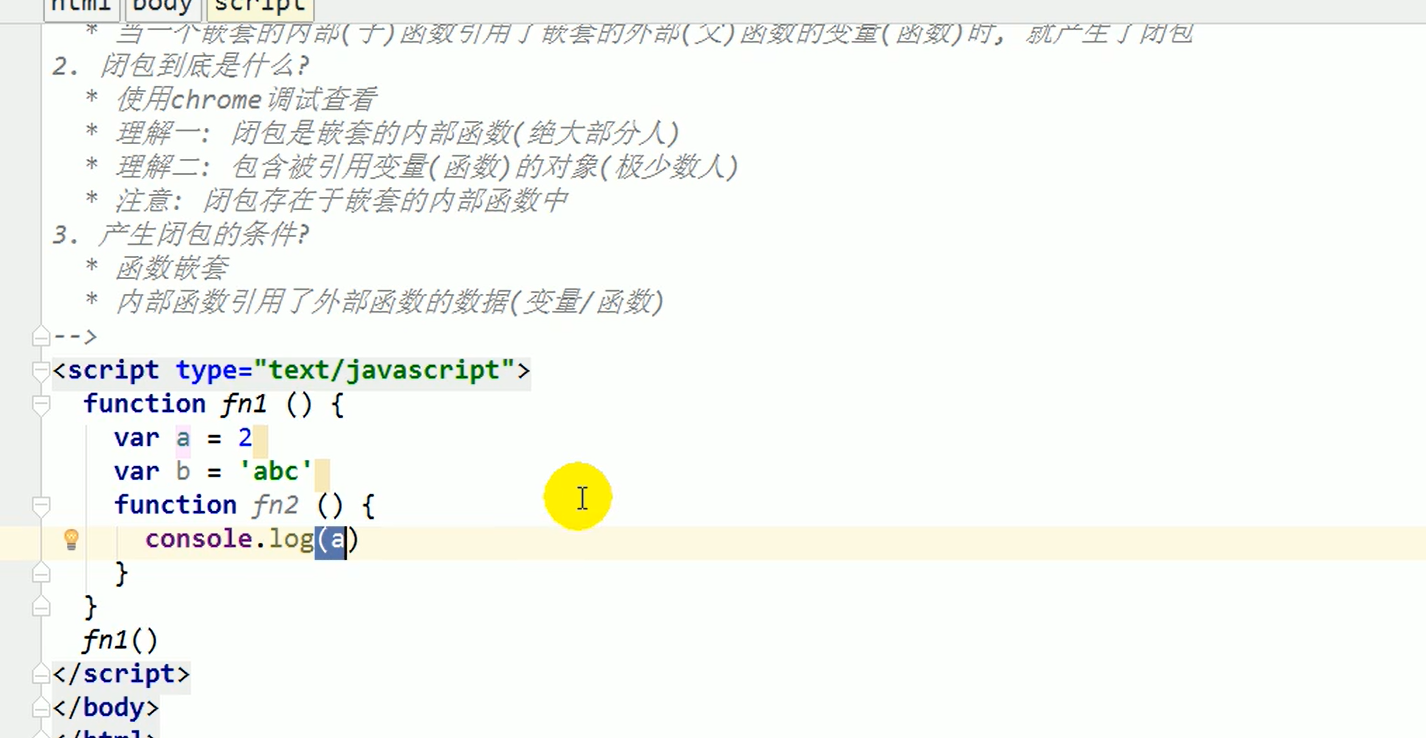 html body script
* 当一个嵌套的内部(子)函数引用了嵌套的外部(父)函数的变量(函数)时, 就产生了闭包
2. 闭包到底是什么?
* 使用chrome调试查看
* 理解一: 闭包是嵌套的内部函数(绝大部分人)
* 理解二: 包含被引用变量(函数)的对象(极少数人)
* 注意: 闭包存在于嵌套的内部函数中
3. 产生闭包的条件?
* 函数嵌套
* 内部函数引用了外部函数的数据(变量/函数)
-->
<script type="text/javascript">
function fn1 () {
var a = 2
var b = 'abc'
function fn2 () {
console.log(a)
}
}
fn1()
</script>
</body>
</html>